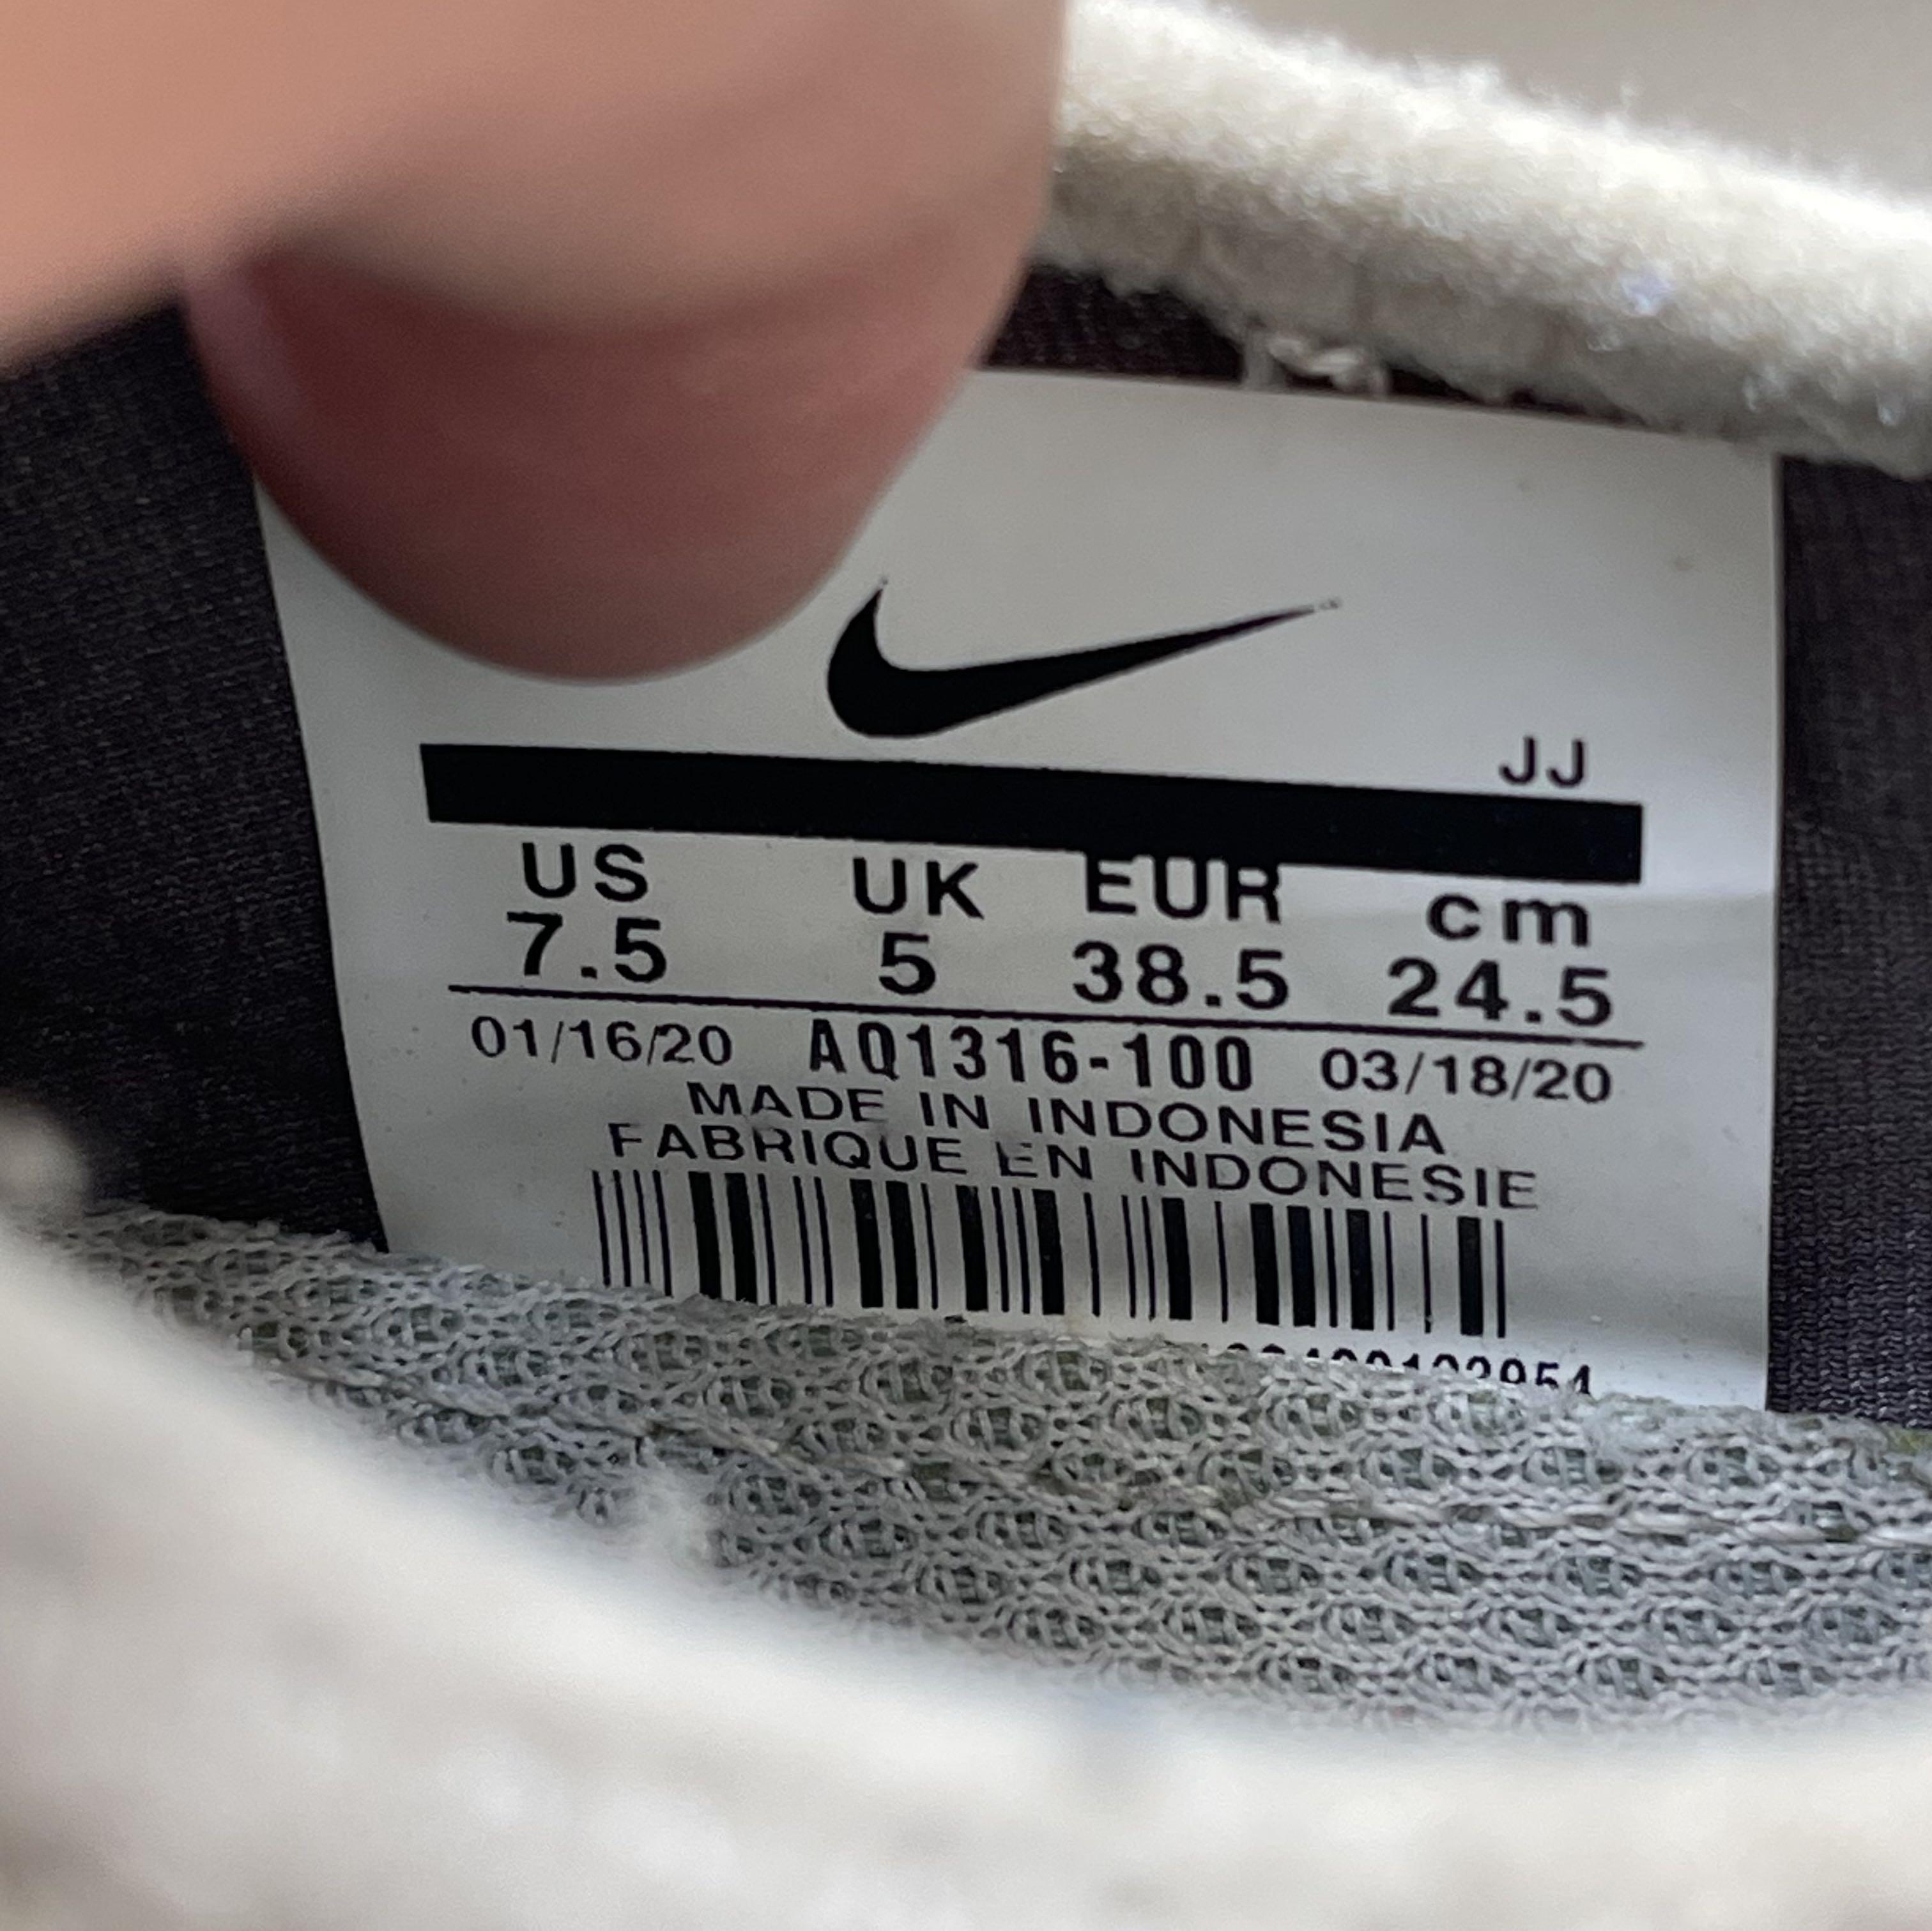 JJ
US UK EUR cm
7.5 5 38.5 24.5
01/16/20 AQ1316-100 03/18/20
MADE IN INDONESIA
FABRIQUE EN INDONESIE